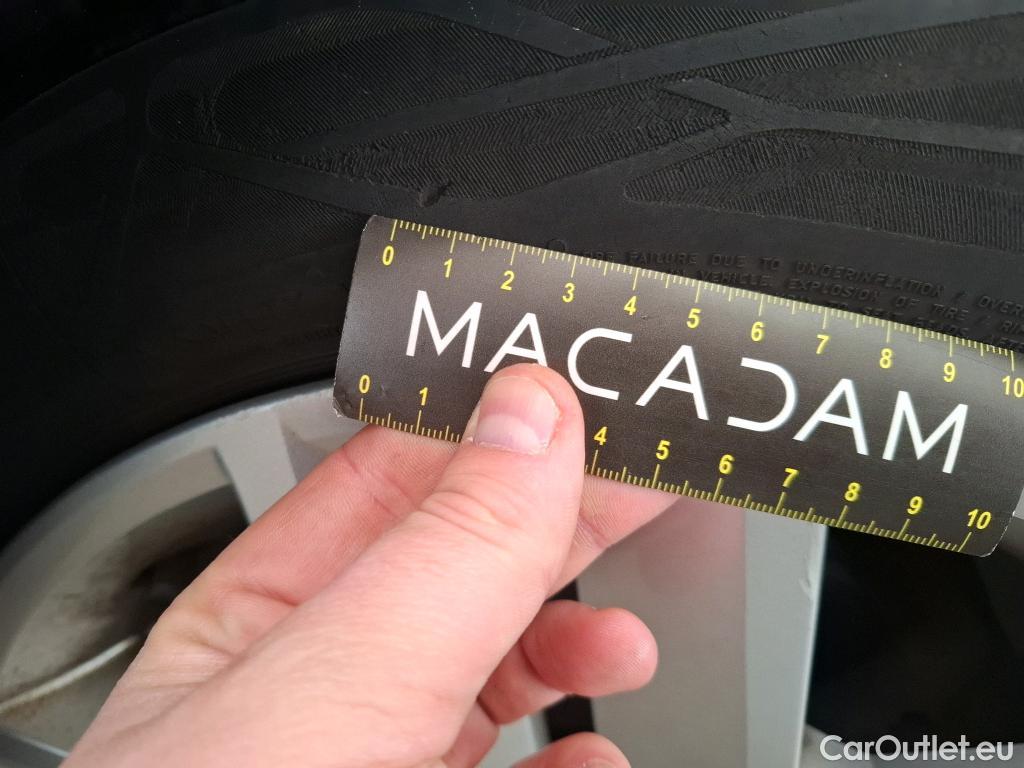 FAILURE DUE TO UNDERINFLATION / OVER
VEHICLE EXPLOSION OF TIRE / RIM
0 1 2 3 4 5 6 7 8 9 10
MACADAM
0 1 4 5 6 7 8 9 10
CarOutlet.eu